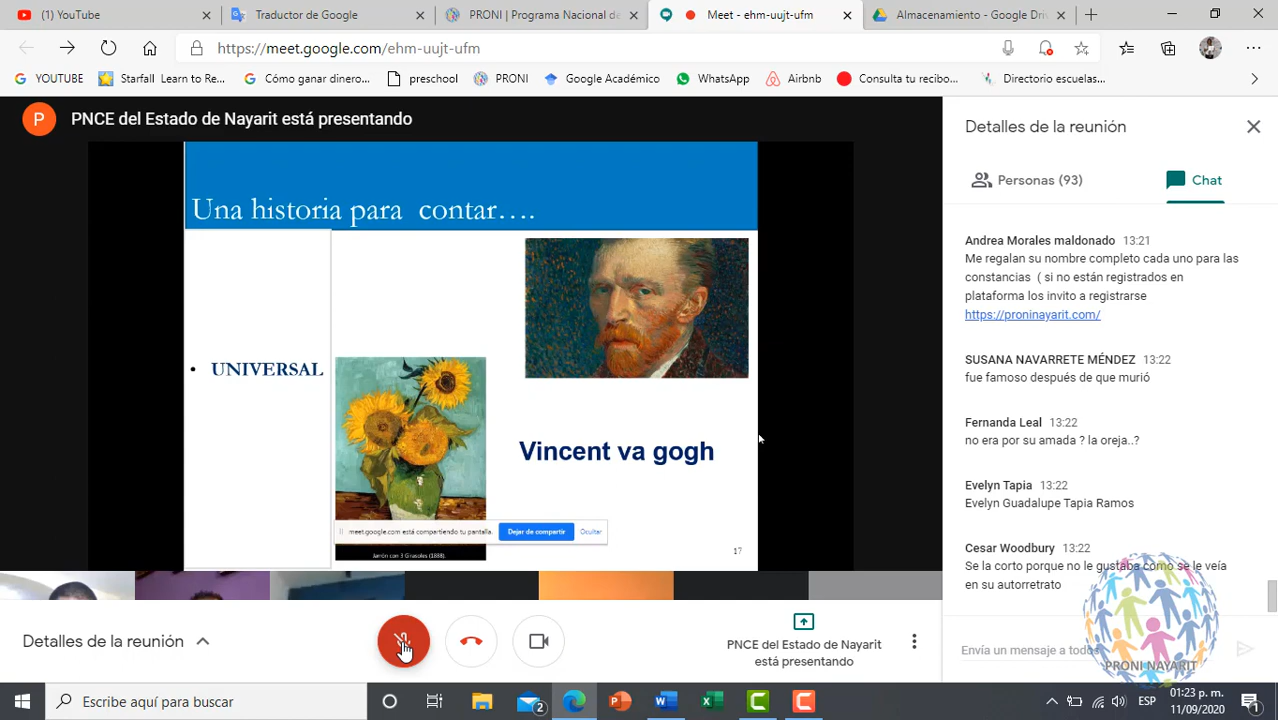 (1) YouTube
Traductor de Google
PRONI | Programa Nacional de
Meet - ehm-uujt-ufm
Almacenamiento - Google Dri
https://meet.google.com/ehm-uujt-ufm
YOUTUBE
Starfall Learn to Re...
Cómo ganar dinero...
preschool
PRONI
Google Académico
WhatsApp
Airbnb
Consulta tu recibo...
Directorio escuelas...
P
PNCE del Estado de Nayarit está presentando
Una historia para contar….
• UNIVERSAL
Vincent va gogh
meet.google.com está compartiendo tu pantalla.
Dejar de compartir
Ocultar
Jarrón con 3 Girasoles (1888).
17
Detalles de la reunión
Personas (93)
Chat
Andrea Morales maldonado 13:21
Me regalan su nombre completo cada uno para las
constancias ( si no están registrados en
plataforma los invito a registrarse
https://proninayarit.com/
SUSANA NAVARRETE MÉNDEZ 13:22
fue famoso después de que murió
Fernanda Leal 13:22
no era por su amada ? la oreja..?
Evelyn Tapia 13:22
Evelyn Guadalupe Tapia Ramos
Cesar Woodbury 13:22
Se la corto porque no le gustaba como se le veía
en su autorretrato
Envía un mensaje a todos
PRONI NAYARIT
Detalles de la reunión
PNCE del Estado de Nayarit
está presentando
Escribe aquí para buscar
2
ESP
01:23 p. m.
11/09/2020
1